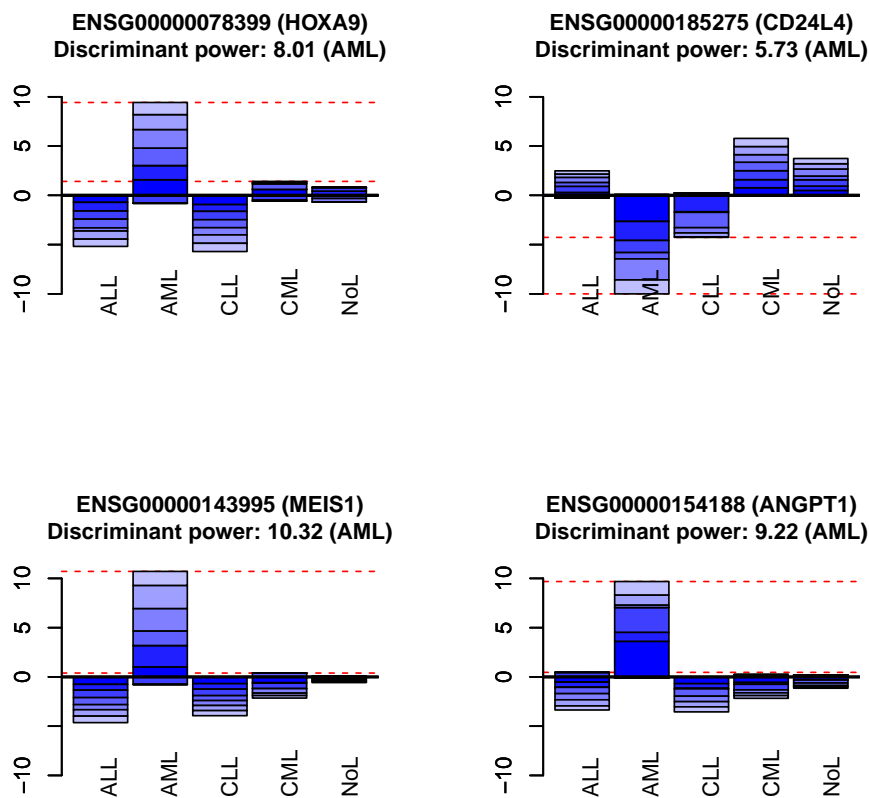 ENSG00000078399 (HOXA9)
Discriminant power: 8.01 (AML)
10
5
0
−10
ALL
AML
CLL
CML
NoL
ENSG00000185275 (CD24L4)
Discriminant power: 5.73 (AML)
10
5
0
−10
ALL
AML
CLL
CML
NoL
ENSG00000143995 (MEIS1)
Discriminant power: 10.32 (AML)
10
5
0
−10
ALL
AML
CLL
CML
NoL
ENSG00000154188 (ANGPT1)
Discriminant power: 9.22 (AML)
10
5
0
−10
ALL
AML
CLL
CML
NoL